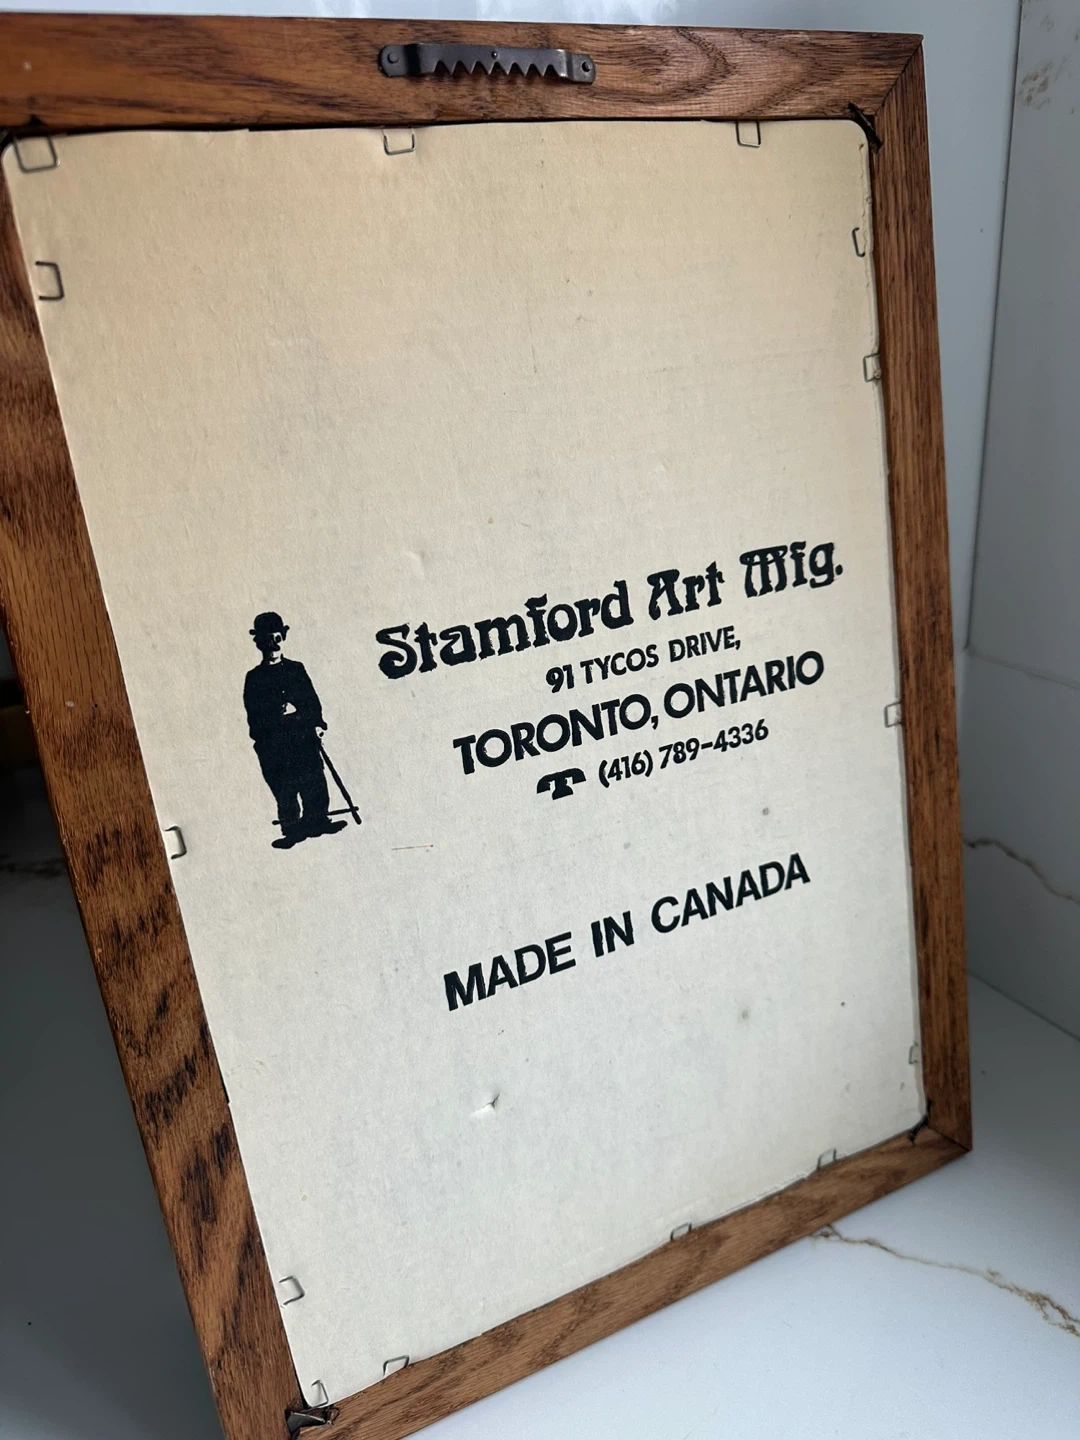 Stamford Art Mfg.
91 TYCOS DRIVE,
TORONTO, ONTARIO
(416) 789-4336
MADE IN CANADA